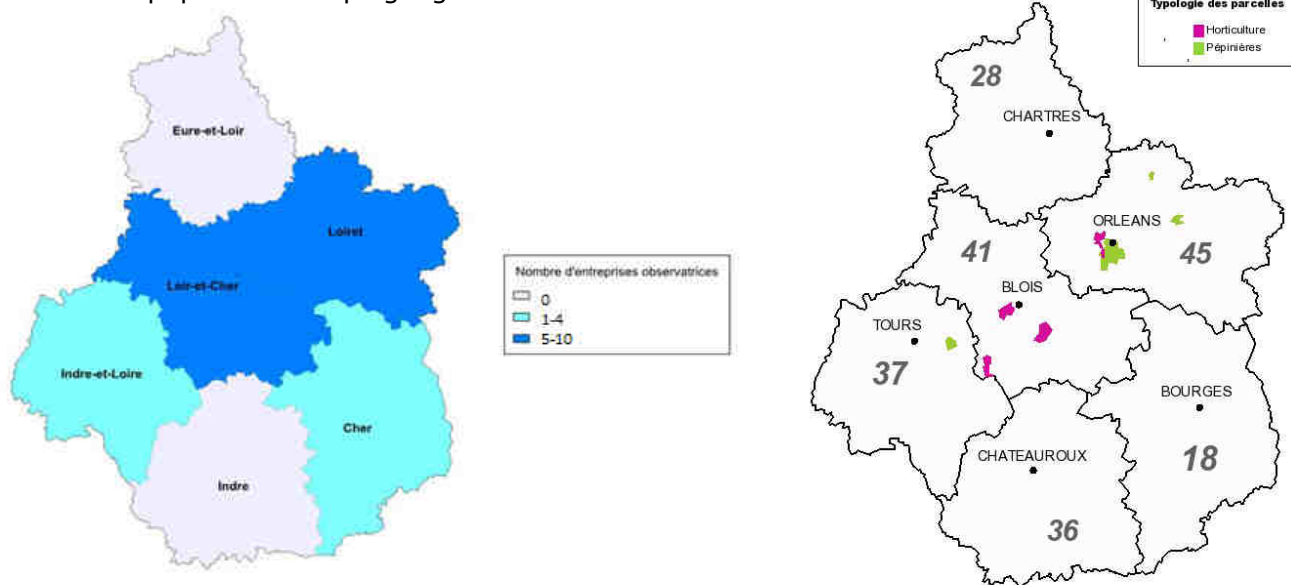 Eure-et-Loir
Loiret
Loir-et-Cher
Indre-et-Loire
Cher
Indre
Nombre d'entreprises observatrices
0
1-4
5-10
Typologie des parcelles
Horticulture
Pépinières
28
CHARTRES
ORLEANS
45
41
BLOIS
TOURS
37
BOURGES
18
CHATEAUROUX
36